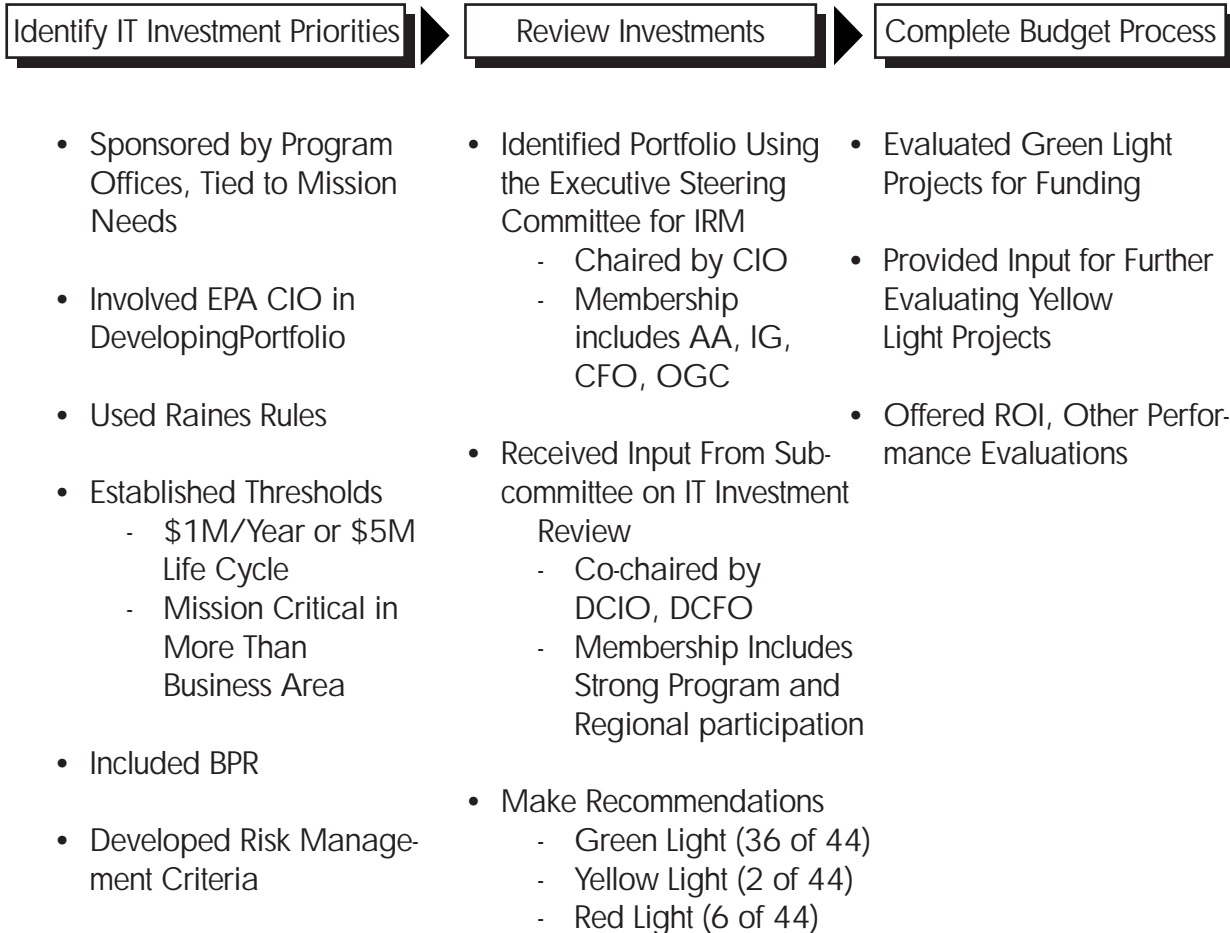 Identify IT Investment Priorities
Review Investments
Complete Budget Process
• Sponsored by Program
Offices, Tied to Mission
Needs
• Involved EPA CIO in
DevelopingPortfolio
• Used Raines Rules
• Established Thresholds
- $1M/Year or $5M
Life Cycle
- Mission Critical in
More Than
Business Area
• Included BPR
• Developed Risk Manage-
ment Criteria
• Identified Portfolio Using
the Executive Steering
Committee for IRM
- Chaired by CIO
- Membership
includes AA, IG,
CFO, OGC
• Received Input From Sub-
committee on IT Investment
Review
- Co-chaired by
DCIO, DCFO
- Membership Includes
Strong Program and
Regional participation
• Make Recommendations
- Green Light (36 of 44)
- Yellow Light (2 of 44)
- Red Light (6 of 44)
• Evaluated Green Light
Projects for Funding
• Provided Input for Further
Evaluating Yellow
Light Projects
• Offered ROI, Other Perfor-
mance Evaluations